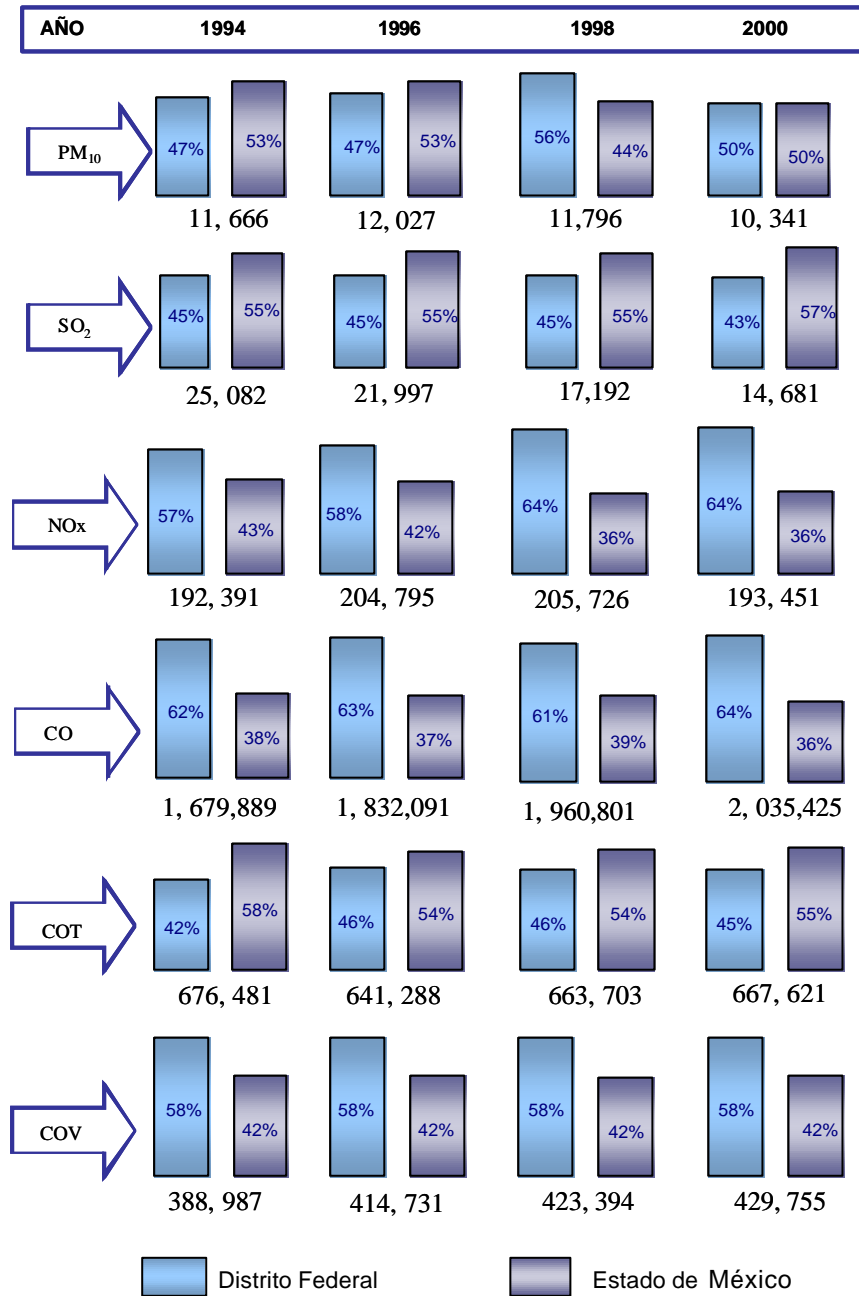 AÑO 1994 1996 1998 2000
PM10
47% 53% 47% 53% 56% 44% 50% 50%
11, 666 12, 027 11,796 10, 341
SO2
45% 55% 45% 55% 45% 55% 43% 57%
25, 082 21, 997 17,192 14, 681
NOx
57% 43% 58% 42% 64% 36% 64% 36%
192, 391 204, 795 205, 726 193, 451
CO
62% 38% 63% 37% 61% 39% 64% 36%
1, 679,889 1, 832,091 1, 960,801 2, 035,425
COT
42% 58% 46% 54% 46% 54% 45% 55%
676, 481 641, 288 663, 703 667, 621
COV
58% 42% 58% 42% 58% 42% 58% 42%
388, 987 414, 731 423, 394 429, 755
Distrito Federal Estado de México